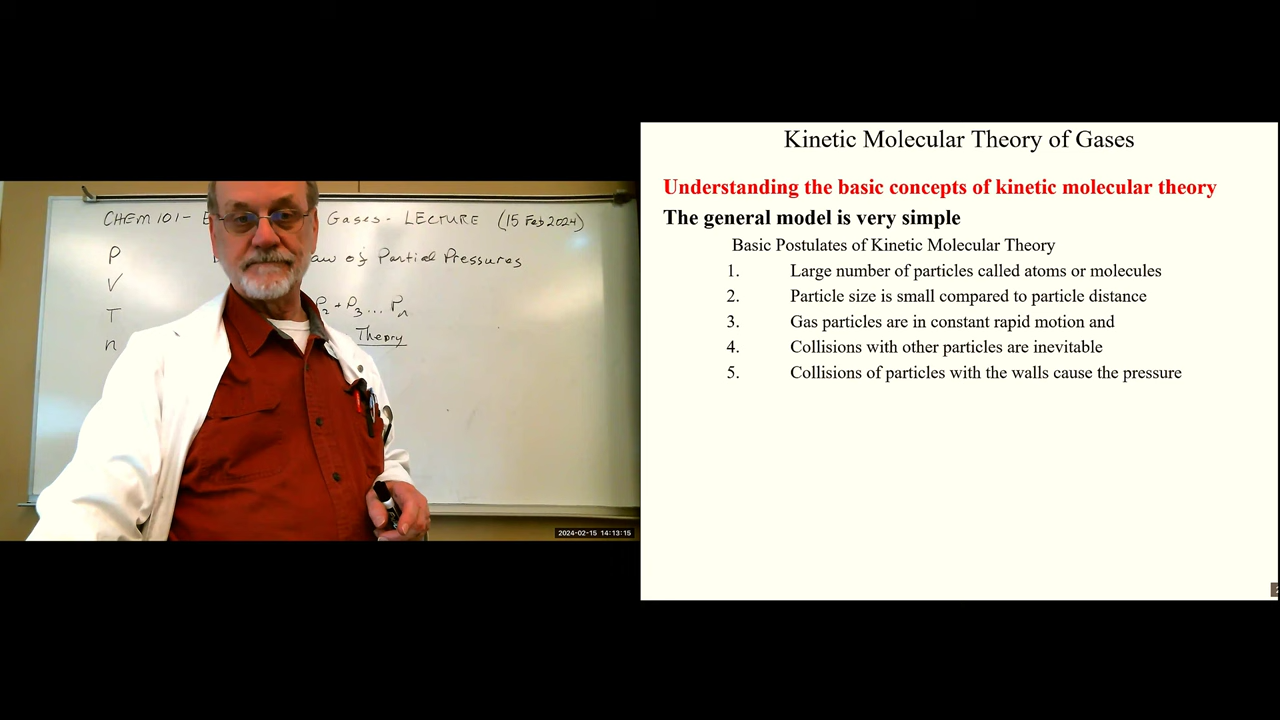 CHEM 101- E Gases - LECTURE (15 Feb 2024)
P aw of Partial Pressures
V
P2 + P3 ... Pn
T
Theory
n
2024-02-15 14:13:15
Kinetic Molecular Theory of Gases
Understanding the basic concepts of kinetic molecular theory
The general model is very simple
Basic Postulates of Kinetic Molecular Theory
1. Large number of particles called atoms or molecules
2. Particle size is small compared to particle distance
3. Gas particles are in constant rapid motion and
4. Collisions with other particles are inevitable
5. Collisions of particles with the walls cause the pressure